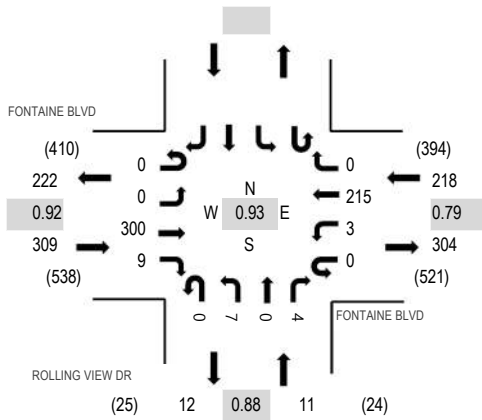 FONTAINE BLVD
(410)
(394)
222
0
0
218
0
N
215
0.92
W
0.93
E
0.79
300
S
3
309
304
9
0
(538)
(521)
0
7
0
4
FONTAINE BLVD
ROLLING VIEW DR
(25) 12 0.88 11 (24)